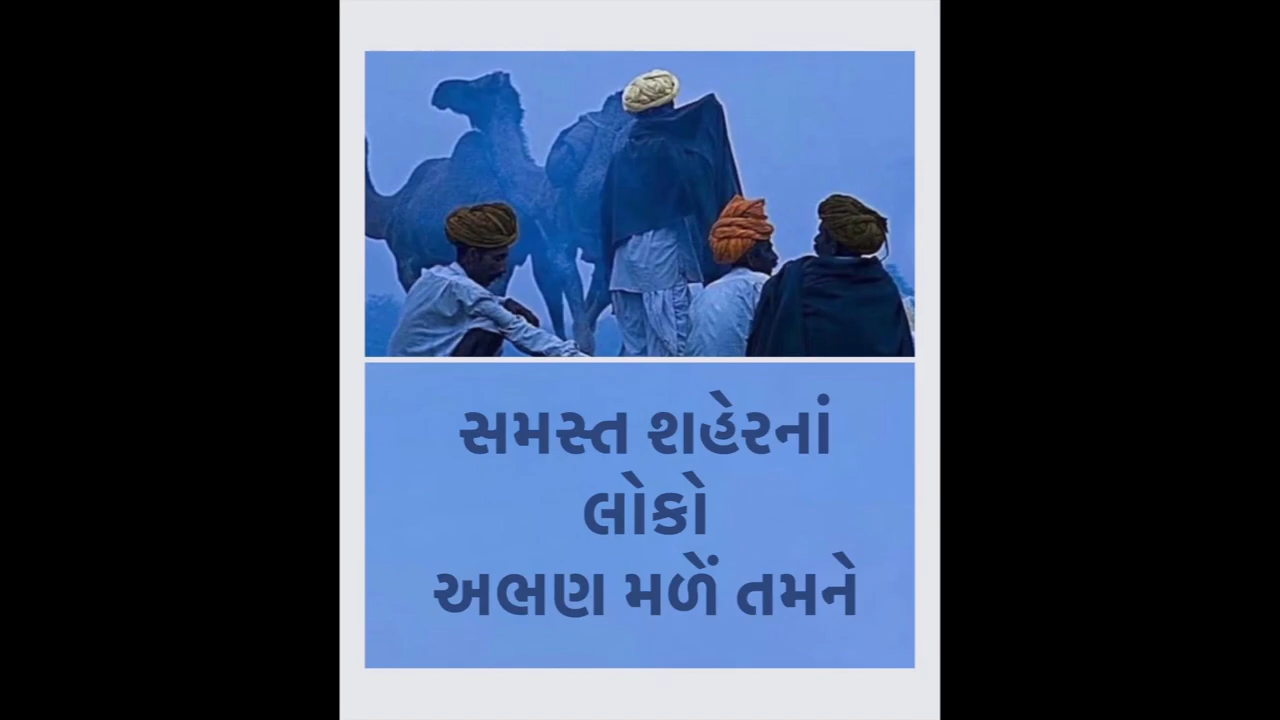 સમસ્ત શહેરનાં
લોકો
અભણ મળેં તમને